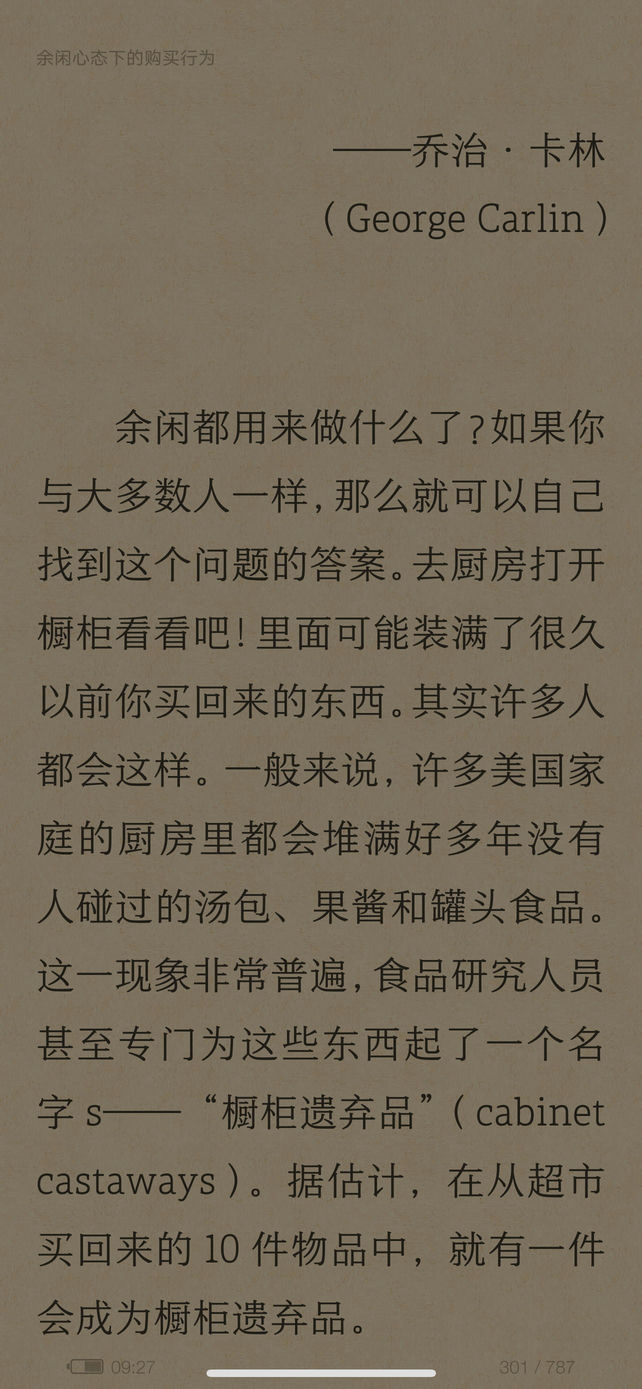 余闲心态下的购买行为
——乔治·卡林
（George Carlin）
余闲都用来做什么了？如果你
与大多数人一样，那么就可以自己
找到这个问题的答案。去厨房打开
橱柜看看吧！里面可能装满了很久
以前你买回来的东西。其实许多人
都会这样。一般来说，许多美国家
庭的厨房里都会堆满好多年没有
人碰过的汤包、果酱和罐头食品。
这一现象非常普遍，食品研究人员
甚至专门为这些东西起了一个名
字 s——“橱柜遗弃品”（cabinet
castaways）。据估计，在从超市
买回来的 10 件物品中，就有一件
会成为橱柜遗弃品。
09:27
301 / 787